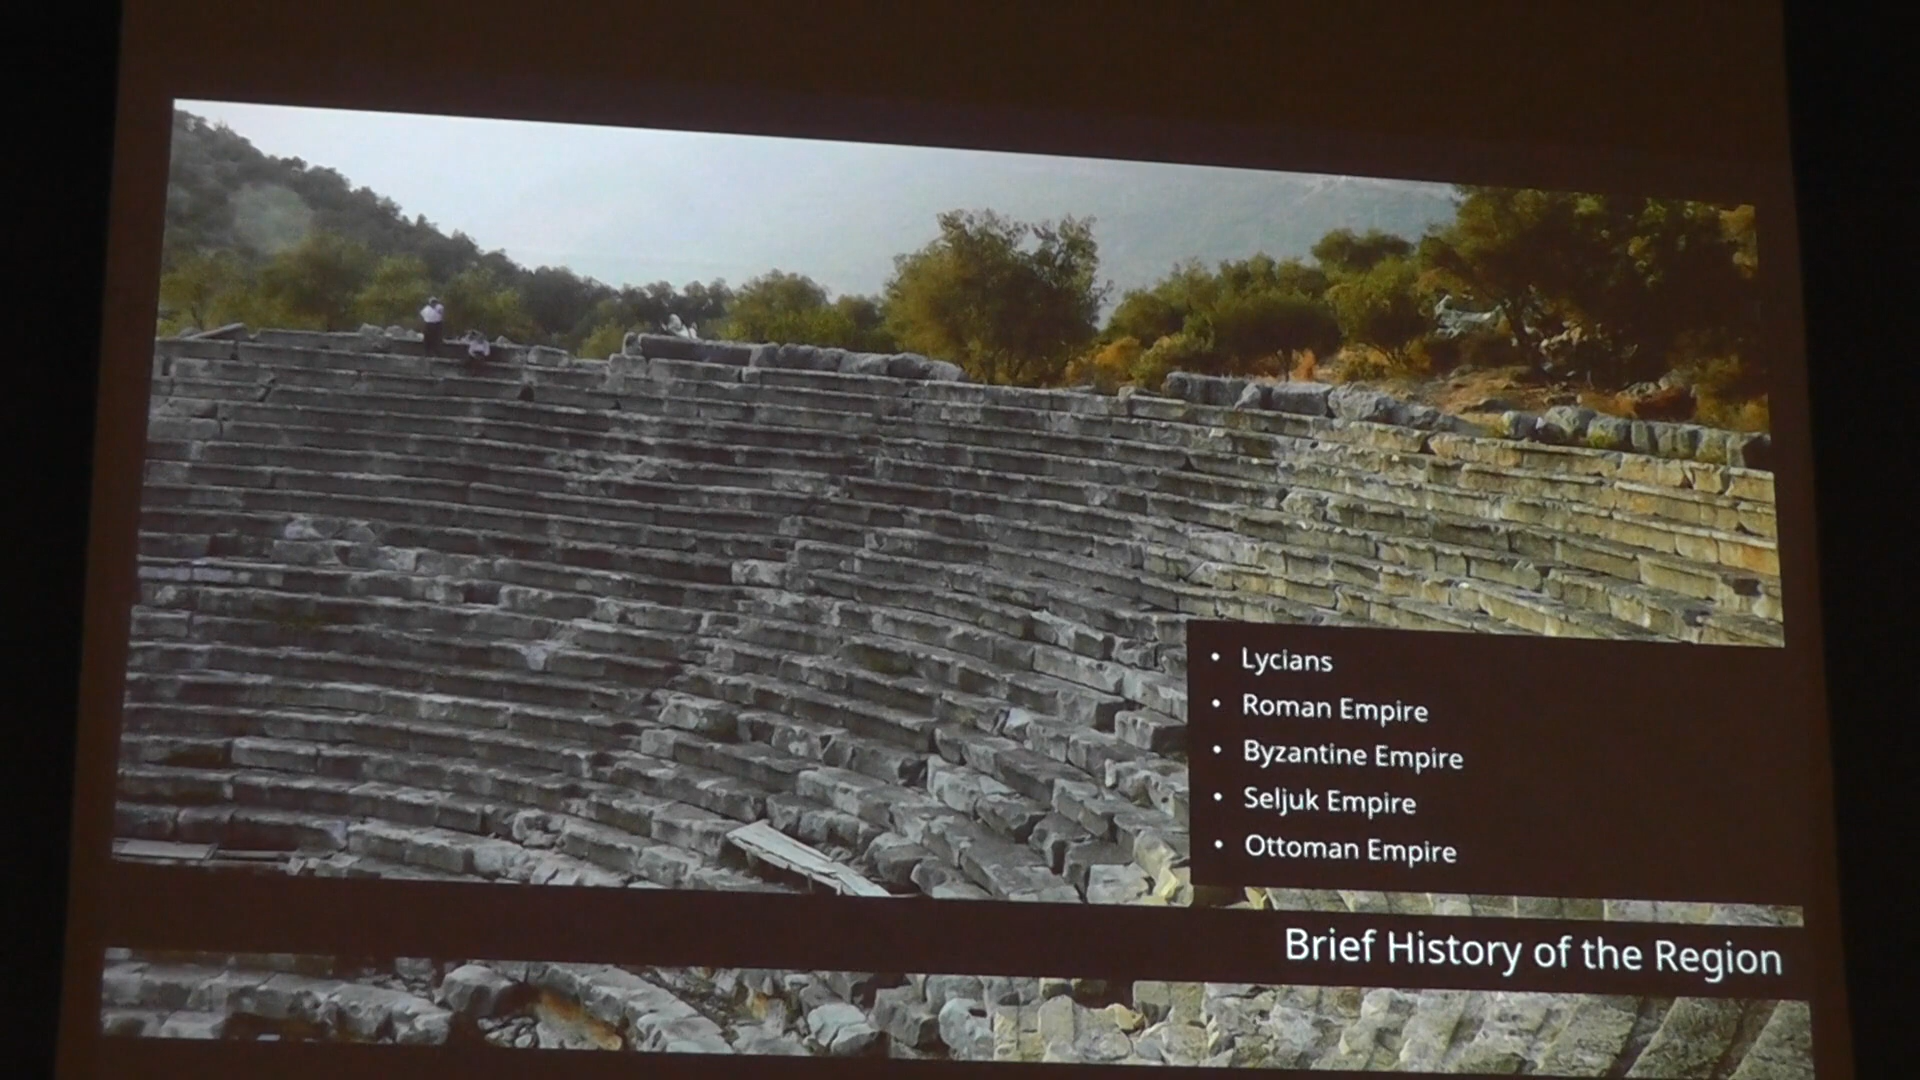 • Lycians
• Roman Empire
• Byzantine Empire
• Seljuk Empire
• Ottoman Empire
Brief History of the Region